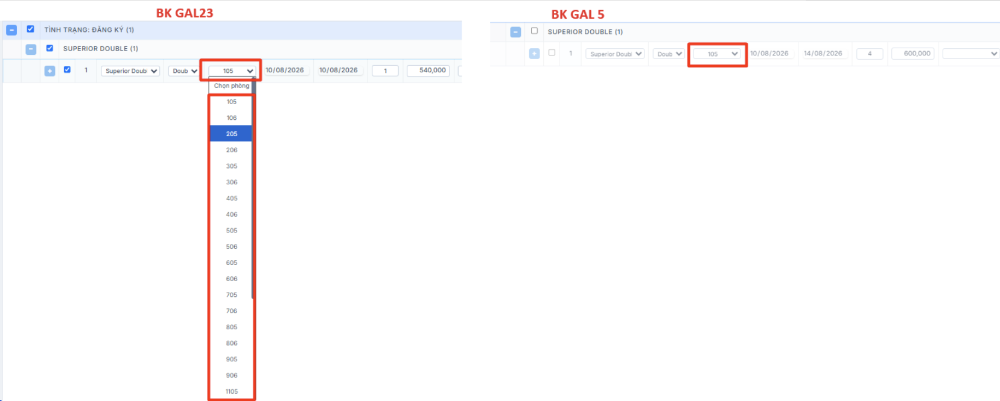 BK GAL23
TÌNH TRẠNG: ĐĂNG KÝ (1)
SUPERIOR DOUBLE (1)
1 Superior Doubl Doub 105 10/08/2026 10/08/2026 1 540,000
Chọn phòng
105
106
205
206
305
306
405
406
505
506
605
606
705
706
805
806
905
906
1105
BK GAL 5
SUPERIOR DOUBLE (1)
1 Superior Doubl Doub 105 10/08/2026 14/08/2026 4 600,000